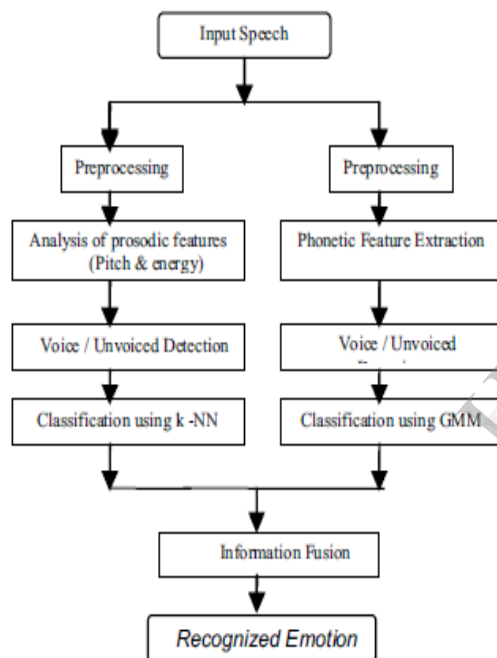 Input Speech
Preprocessing
Preprocessing
Analysis of prosodic features
(Pitch & energy)
Phonetic Feature Extraction
Voice / Unvoiced Detection
Voice / Unvoiced
Classification using k -NN
Classification using GMM
Information Fusion
Recognized Emotion